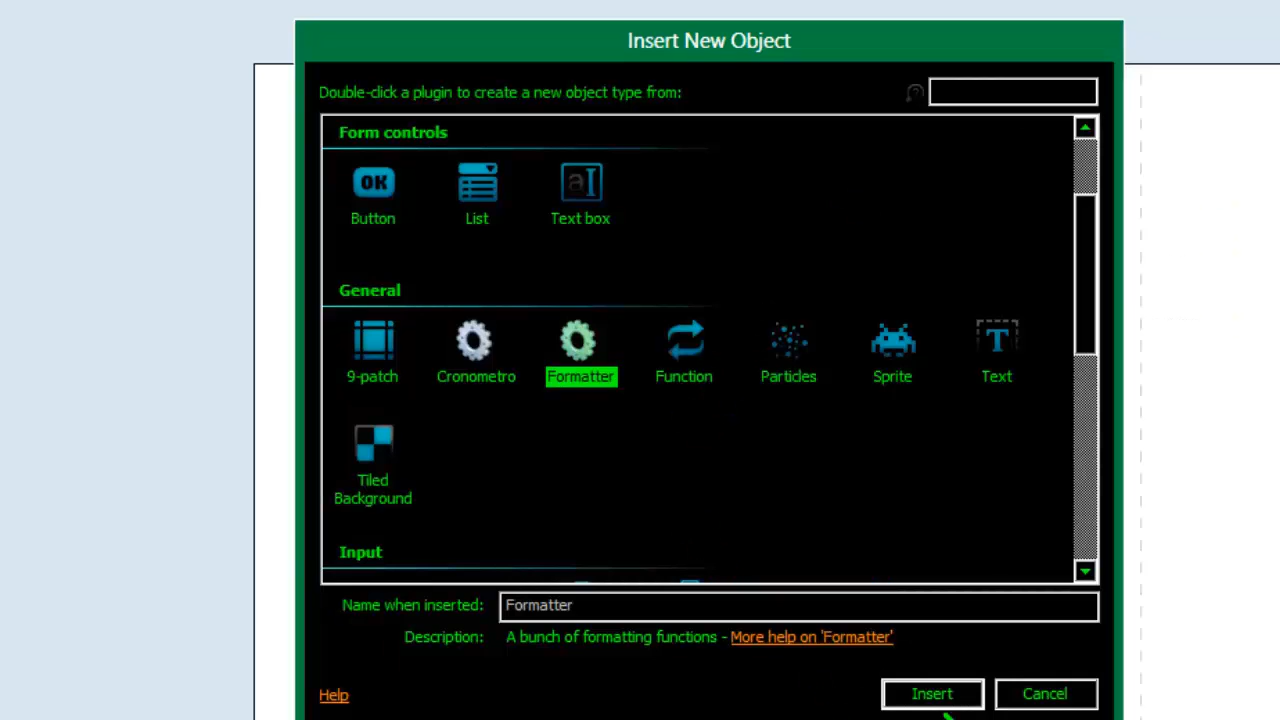 Insert New Object
Double-click a plugin to create a new object type from:
Form controls
OK
aI
Button List Text box
General
T
9-patch Cronometro Formatter Function Particles Sprite Text
Tiled
Background
Input
Name when inserted: Formatter
Description: A bunch of formatting functions - More help on 'Formatter'
Help Insert Cancel